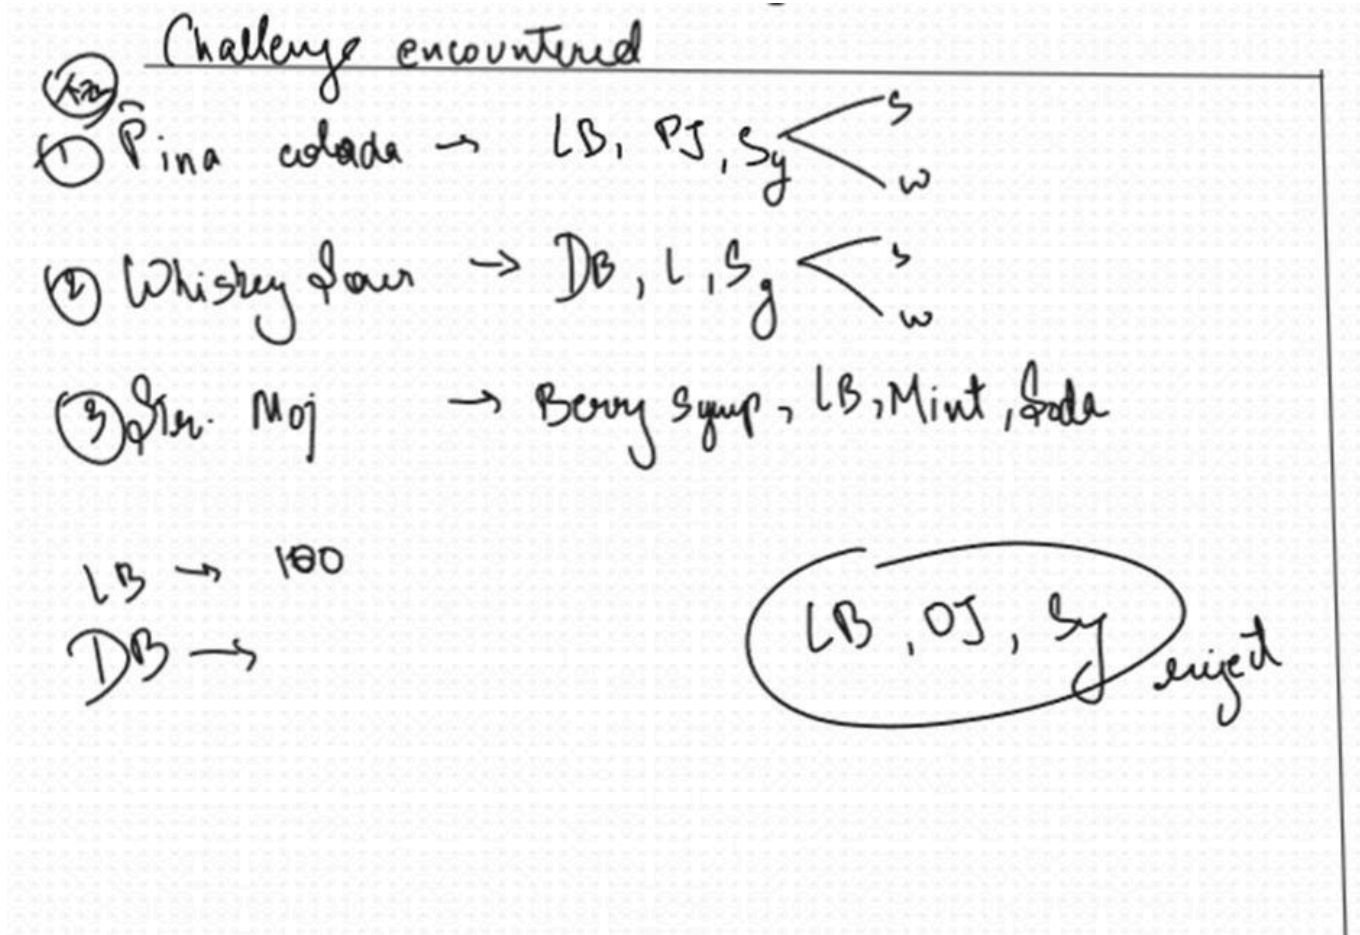 Challenge encountered
① Pina colada → LB, PJ, Sy < S
W
② Whiskey Sour → DB, L, Sy < S
W
③ Str. Moj → Berry Syrup, LB, Mint, Soda
LB → 100
DB →
LB, OJ, Sy